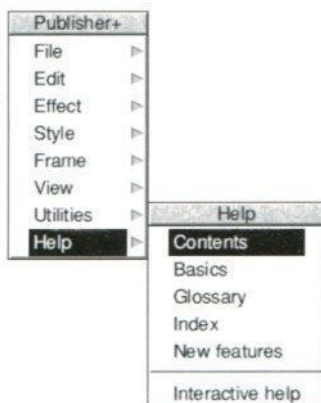 Publisher+
File
Edit
Effect
Style
Frame
View
Utilities
Help
Help
Contents
Basics
Glossary
Index
New features
Interactive help